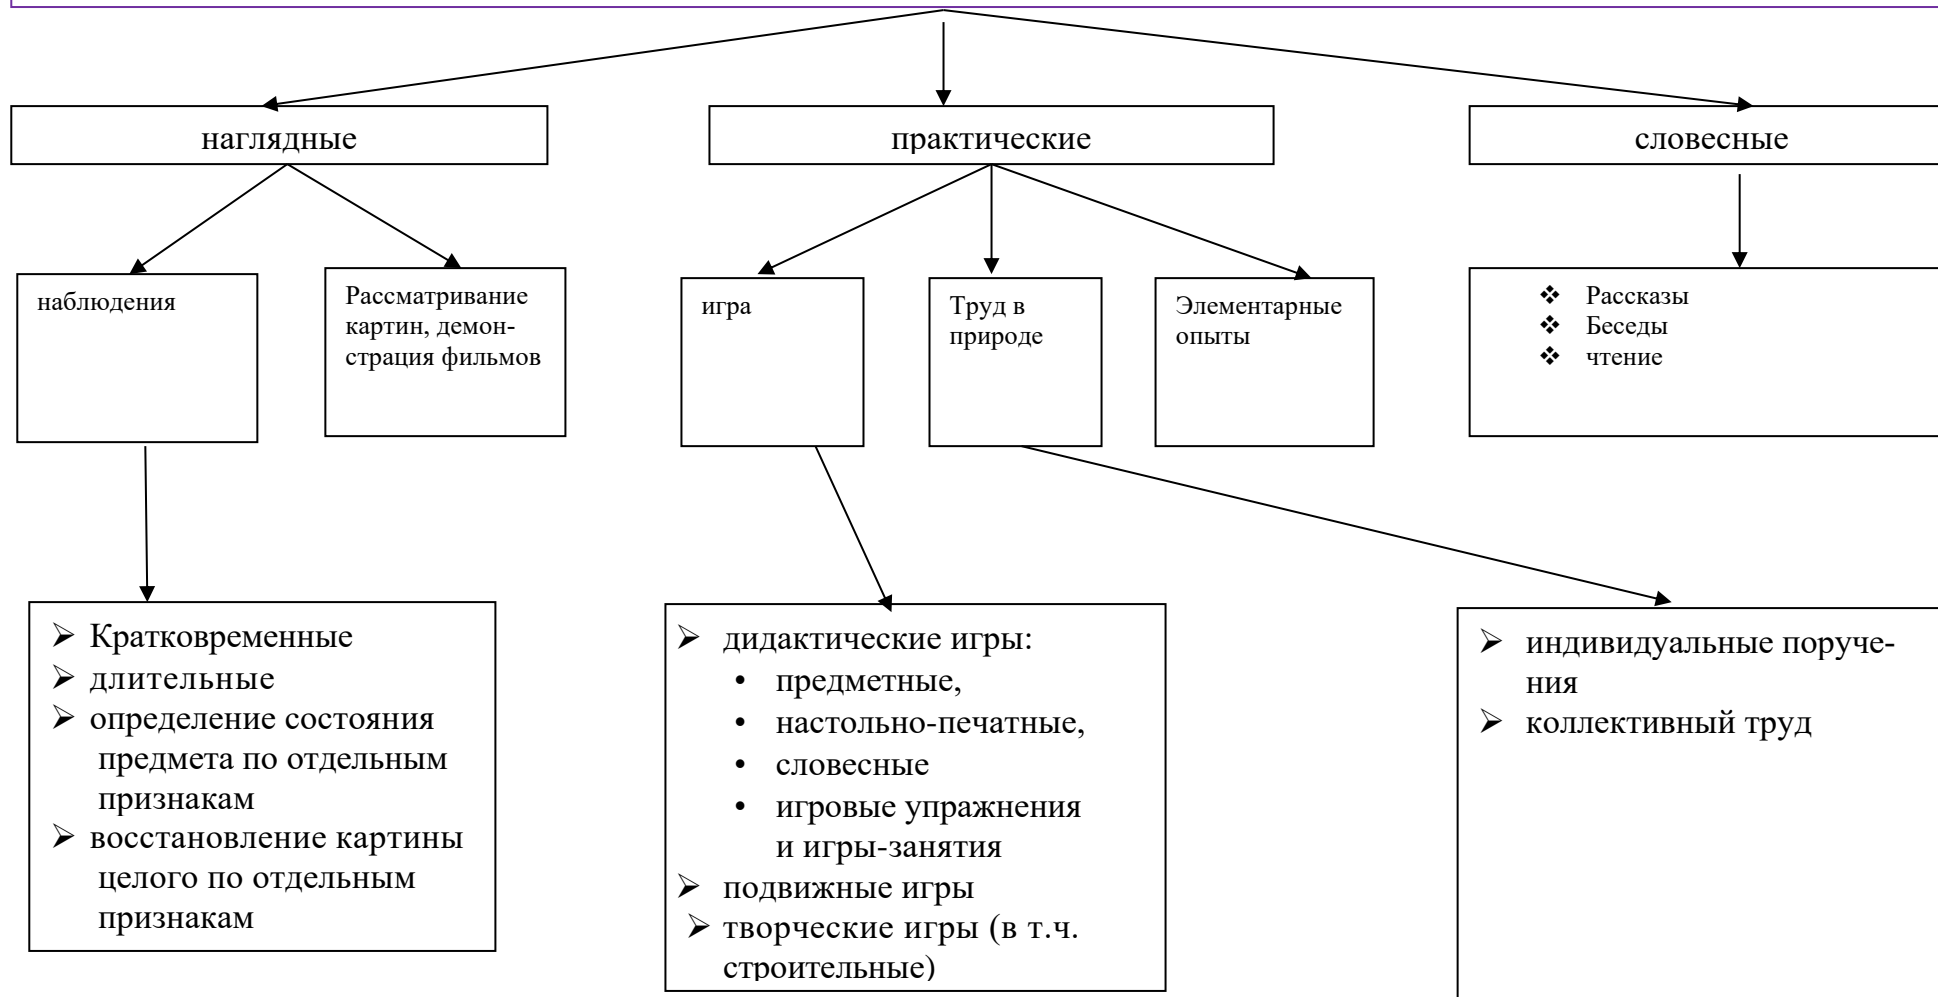 наглядные
практические
словесные
наблюдения
Рассматривание
картин, демон-
страция фильмов
игра
Труд в
природе
Элементарные
опыты
❖ Рассказы
❖ Беседы
❖ чтение
➢ Кратковременные
➢ длительные
➢ определение состояния
предмета по отдельным
признакам
➢ восстановление картины
целого по отдельным
признакам
➢ дидактические игры:
• предметные,
• настольно-печатные,
• словесные
• игровые упражнения
и игры-занятия
➢ подвижные игры
➢ творческие игры (в т.ч.
строительные)
➢ индивидуальные поруче-
ния
➢ коллективный труд